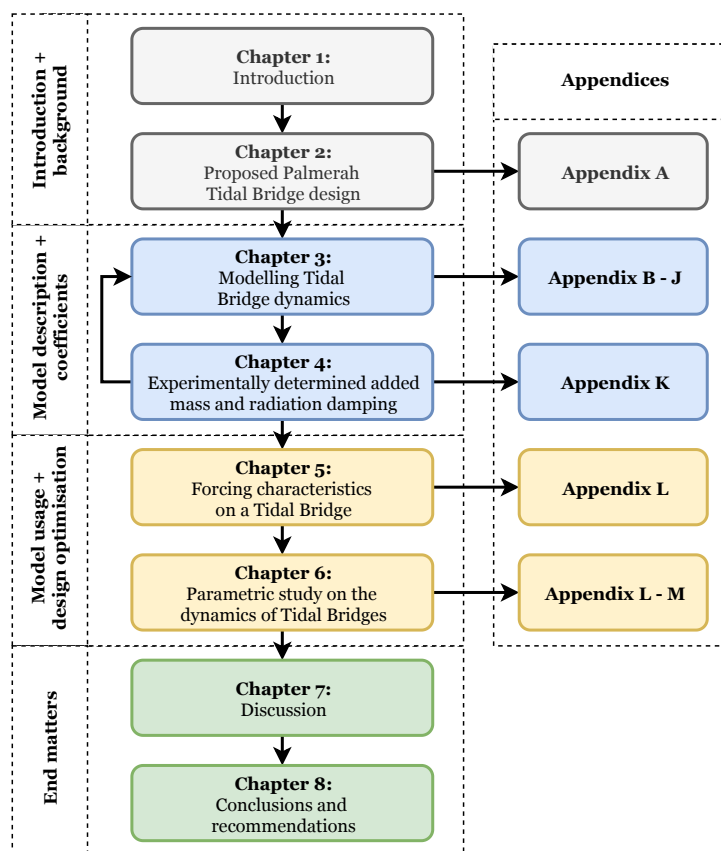 Introduction +
background
Chapter 1:
Introduction
Chapter 2:
Proposed Palmerah
Tidal Bridge design
Appendices
Appendix A
Model description +
coefficients
Chapter 3:
Modelling Tidal
Bridge dynamics
Appendix B - J
Chapter 4:
Experimentally determined added
mass and radiation damping
Appendix K
Model usage +
design optimisation
Chapter 5:
Forcing characteristics
on a Tidal Bridge
Appendix L
Chapter 6:
Parametric study on the
dynamics of Tidal Bridges
Appendix L - M
End matters
Chapter 7:
Discussion
Chapter 8:
Conclusions and
recommendations